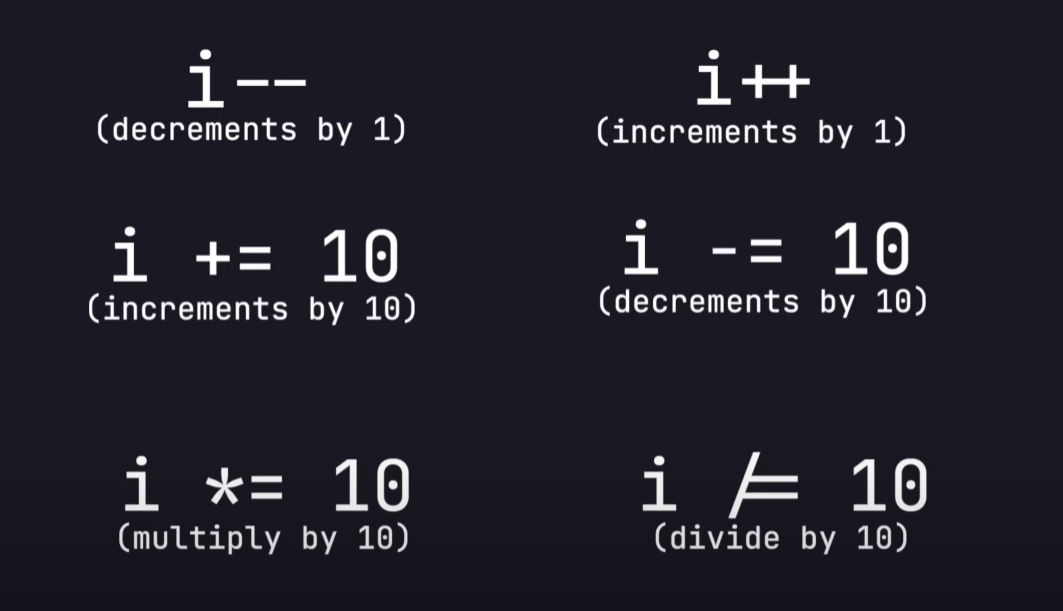 i--
(decrements by 1)
i++
(increments by 1)
i += 10
(increments by 10)
i -= 10
(decrements by 10)
i *= 10
(multiply by 10)
i /= 10
(divide by 10)